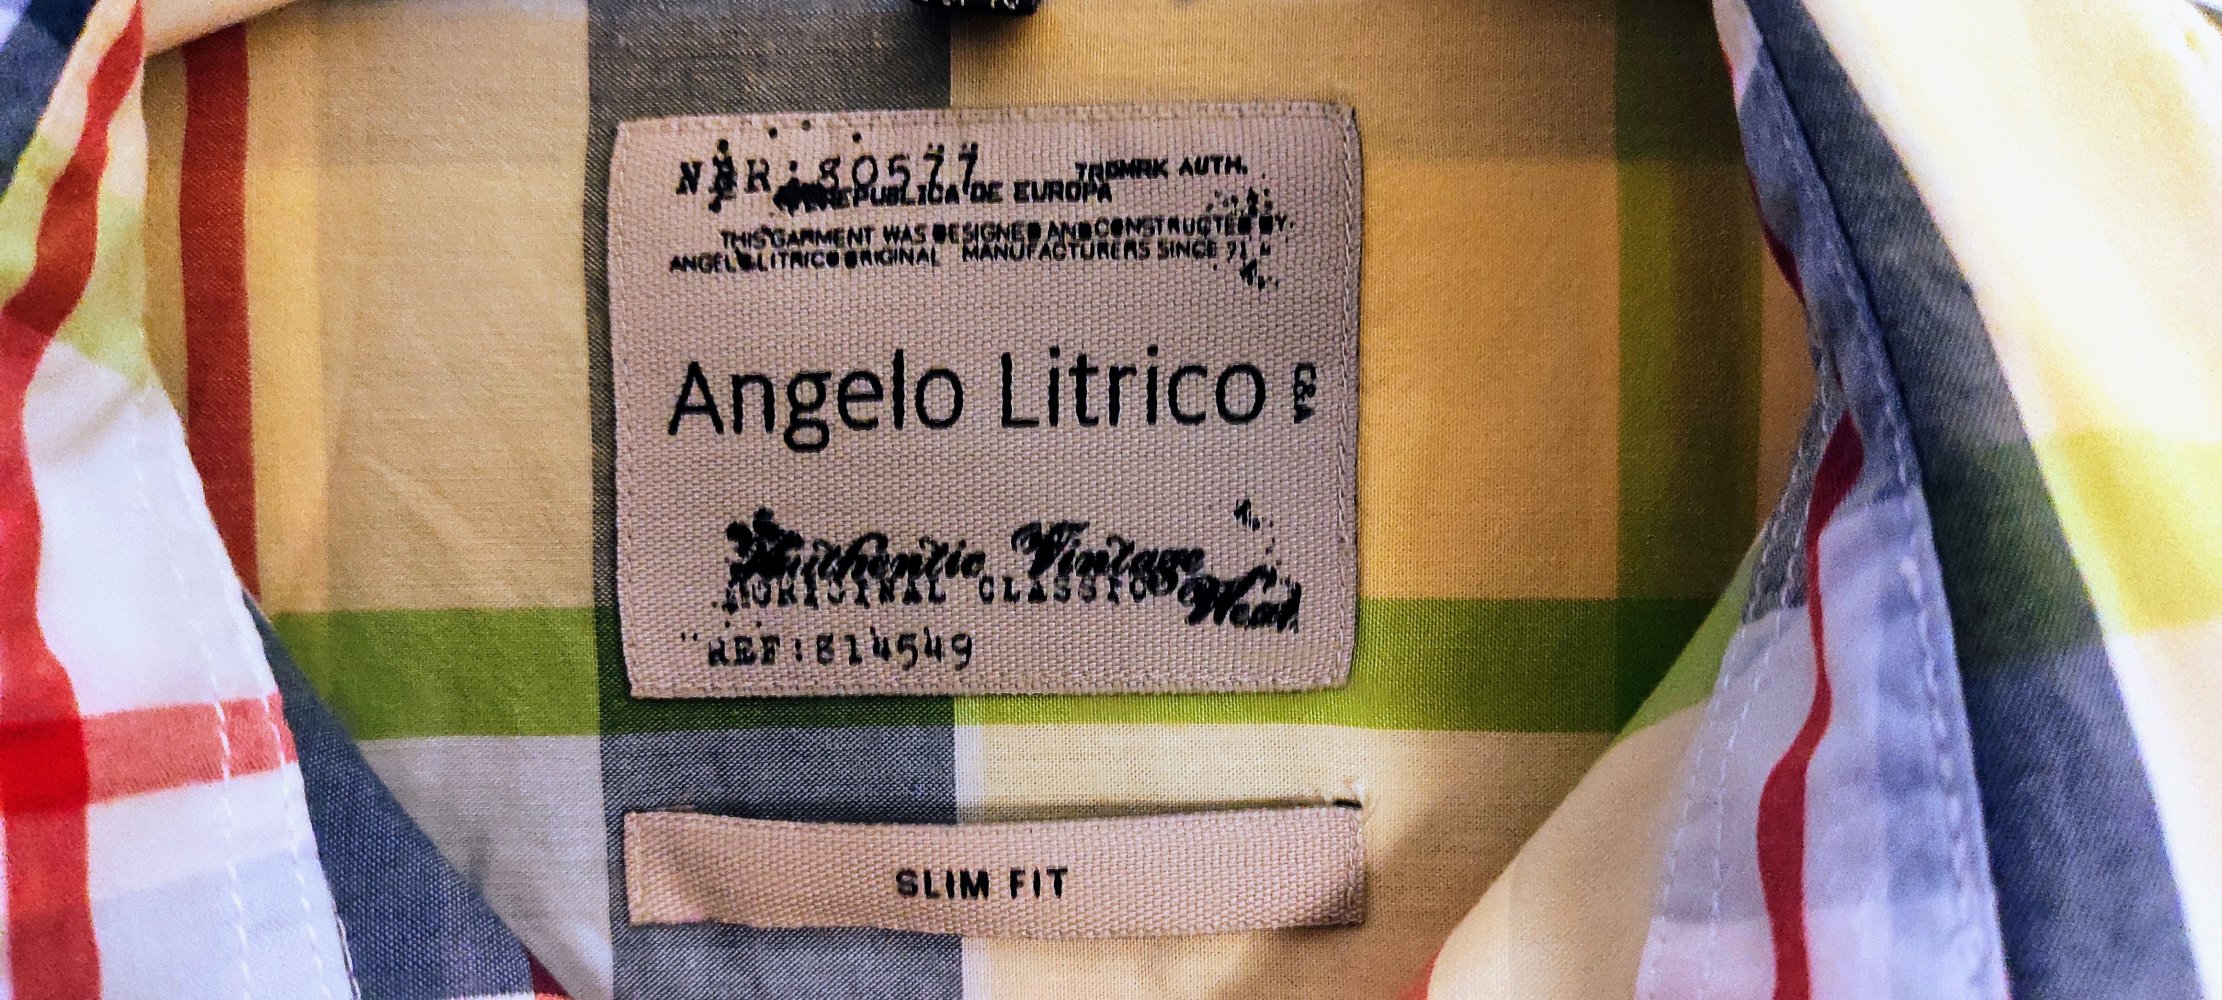 NBR:80577
TRDMRK AUTH.
REPUBLICA DE EUROPA
THIS GARMENT WAS DESIGNED AND CONSTRUCTED BY.
ANGELO LITRICO ORIGINAL MANUFACTURERS SINCE 71
Angelo Litrico
C&A
Authentic Vintage
ORIGINAL CLASSIC
Wear
REF:814549
SLIM FIT